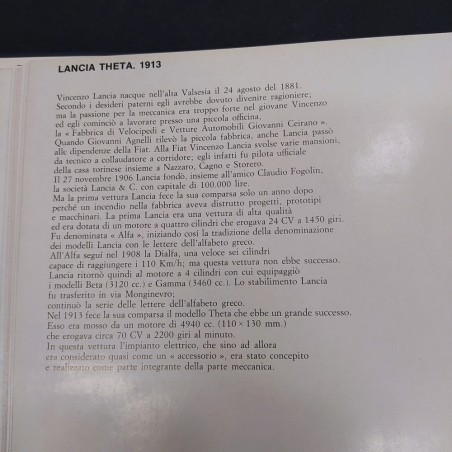 LANCIA THETA. 1913
Vincenzo Lancia nacque nell'alta Valsesia il 24 agosto del 1881.
Secondo i desideri paterni egli avrebbe dovuto divenire ragioniere;
ma la passione per la meccanica era troppo forte nel giovane Vincenzo
ed egli cominciò a lavorare presso una piccola officina,
la « Fabbrica di Velocipedi e Vetture Automobili Giovanni Ceirano ».
Quando Giovanni Agnelli rilevò la piccola fabbrica, anche Lancia passò
alle dipendenze della Fiat. Alla Fiat Vincenzo Lancia svolse varie mansioni,
da tecnico a collaudatore a corridore; egli infatti fu pilota ufficiale
della casa torinese insieme a Nazzaro, Cagno e Storero.
Il 27 novembre 1906 Lancia fondò, insieme all'amico Claudio Fogolin,
la società Lancia & C. con capitale di 100.000 lire.
Ma la prima vettura Lancia fece la sua comparsa solo un anno dopo
perché un incendio nella fabbrica aveva distrutto progetti, prototipi
e macchinari. La prima Lancia era una vettura di alta qualità
ed era dotata di un motore a quattro cilindri che erogava 24 CV a 1450 giri.
Fu denominata « Alfa », iniziando così la tradizione della denominazione
dei modelli Lancia con le lettere dell'alfabeto greco.
All'Alfa seguì nel 1908 la Dialfa, una veloce sei cilindri
capace di raggiungere i 110 Km/h; ma questa vettura non ebbe successo.
Lancia ritornò quindi al motore a 4 cilindri con cui equipaggiò
i modelli Beta (3120 cc.) e Gamma (3460 cc.). Lo stabilimento Lancia
fu trasferito in via Monginevro;
continuò la serie delle lettere dell'alfabeto greco.
Nel 1913 fece la sua comparsa il modello Theta che ebbe un grande successo.
Esso era mosso da un motore di 4940 cc. (110 × 130 mm.)
che erogava circa 70 CV a 2200 giri al minuto.
In questa vettura l'impianto elettrico, che sino ad allora
era considerato quasi come un « accessorio », era stato concepito
e realizzato come parte integrante della parte meccanica.